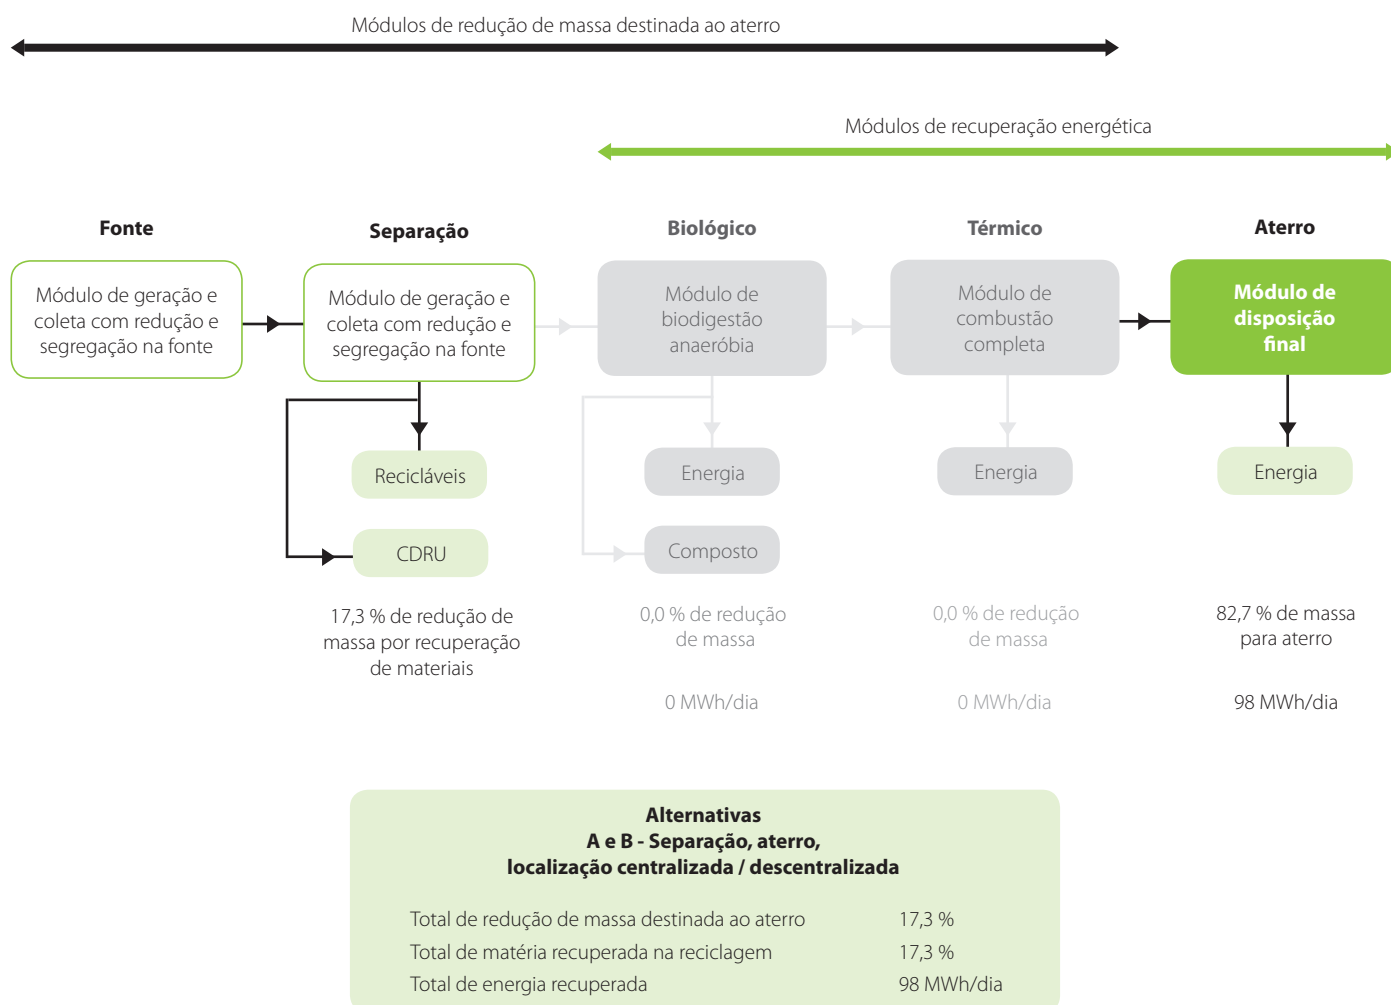 Módulos de redução de massa destinada ao aterro
Módulos de recuperação energética
Fonte
Separação
Biológico
Térmico
Aterro
Módulo de geração e
coleta com redução e
segregação na fonte
Módulo de geração e
coleta com redução e
segregação na fonte
Módulo de
biodigestão
anaeróbia
Módulo de
combustão
completa
Módulo de
disposição
final
Recicláveis
CDRU
Energia
Composto
Energia
Energia
17,3 % de redução de
massa por recuperação
de materiais
0,0 % de redução
de massa
0 MWh/dia
0,0 % de redução
de massa
0 MWh/dia
82,7 % de massa
para aterro
98 MWh/dia
Alternativas
A e B - Separação, aterro,
localização centralizada / descentralizada
Total de redução de massa destinada ao aterro 17,3 %
Total de matéria recuperada na reciclagem 17,3 %
Total de energia recuperada 98 MWh/dia